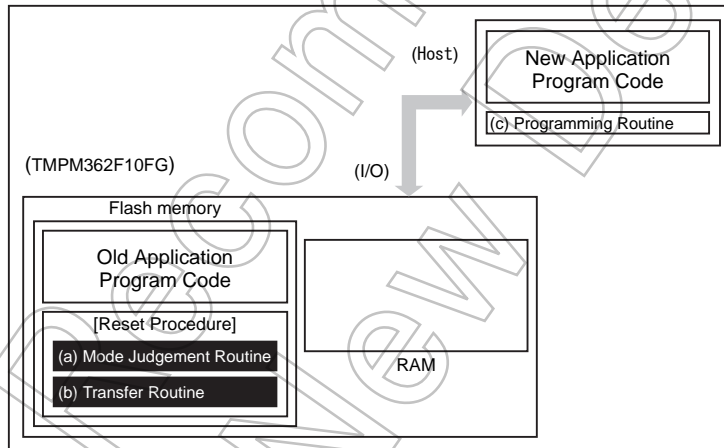 (Host)
New Application
Program Code
(c) Programming Routine
(TMPM362F10FG)
(I/O)
Flash memory
Old Application
Program Code
[Reset Procedure]
(a) Mode Judgement Routine
(b) Transfer Routine
RAM